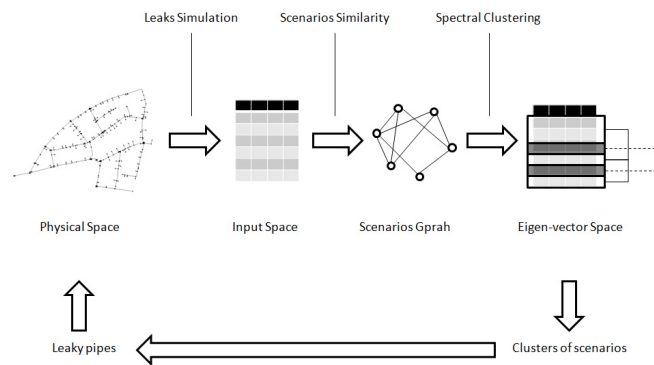 Leaks Simulation
Scenarios Similarity
Spectral Clustering
Physical Space
Input Space
Scenarios Gprah
Eigen-vector Space
Leaky pipes
Clusters of scenarios